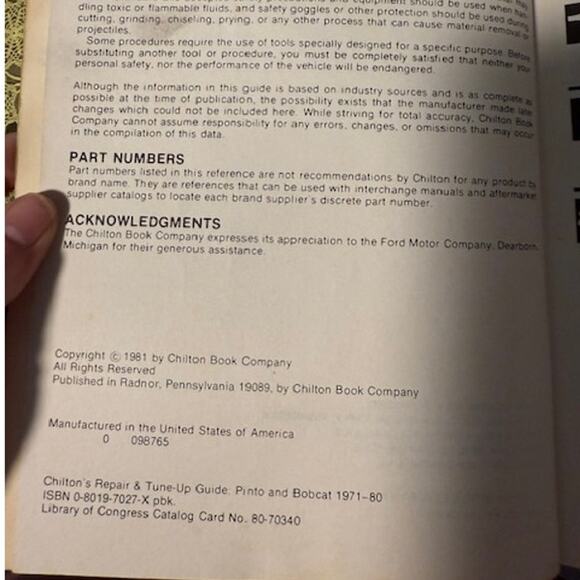 equipment should be used when
dling toxic or flammable fluids, and safety goggles or other protection should be used during
cutting, grinding, chiseling, prying, or any other process that can cause material removal or
projectiles.
Some procedures require the use of tools specially designed for a specific purpose. Before
substituting another tool or procedure, you must be completely satisfied that neither your
personal safety, nor the performance of the vehicle will be endangered.
Although the information in this guide is based on industry sources and is as complete as
possible at the time of publication, the possibility exists that the manufacturer made later
changes which could not be included here. While striving for total accuracy, Chilton Book
Company cannot assume responsibility for any errors, changes, or omissions that may occur
in the compilation of this data.
PART NUMBERS
Part numbers listed in this reference are not recommendations by Chilton for any product by
brand name. They are references that can be used with interchange manuals and aftermarket
supplier catalogs to locate each brand supplier's discrete part number.
ACKNOWLEDGMENTS
The Chilton Book Company expresses its appreciation to the Ford Motor Company, Dearborn,
Michigan for their generous assistance.
Copyright © 1981 by Chilton Book Company
All Rights Reserved
Published in Radnor, Pennsylvania 19089, by Chilton Book Company
Manufactured in the United States of America
0 098765
Chilton's Repair & Tune-Up Guide: Pinto and Bobcat 1971–80
ISBN 0-8019-7027-X pbk.
Library of Congress Catalog Card No. 80-70340